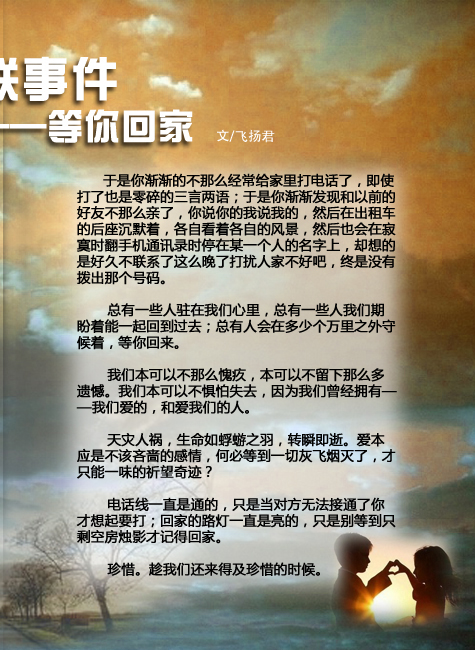 事件
——等你回家
文/飞扬君
于是你渐渐的不那么经常给家里打电话了，即使
打了也是零碎的三言两语；于是你渐渐发现和以前的
好友不那么亲了，你说你的我说我的，然后在出租车
的后座沉默着，各自看着各自的风景，然后也会在寂
寞时翻手机通讯录时停在某一个人的名字上，却想的
是好久不联系了这么晚了打扰人家不好吧，终是没有
拨出那个号码。
总有一些人驻在我们心里，总有一些人我们期
盼着能一起回到过去；总有人会在多少个万里之外守
候着，等你回来。
我们本可以不那么愧疚，本可以不留下那么多
遗憾。我们本可以不惧怕失去，因为我们曾经拥有—
—我们爱的，和爱我们的人。
天灾人祸，生命如蜉蝣之羽，转瞬即逝。爱本
应是不该吝啬的感情，何必等到一切灰飞烟灭了，才
只能一味的祈望奇迹？
电话线一直是通的，只是当对方无法接通了你
才想起要打；回家的路灯一直是亮的，只是别等到只
剩空房烛影才记得回家。
珍惜。趁我们还来得及珍惜的时候。